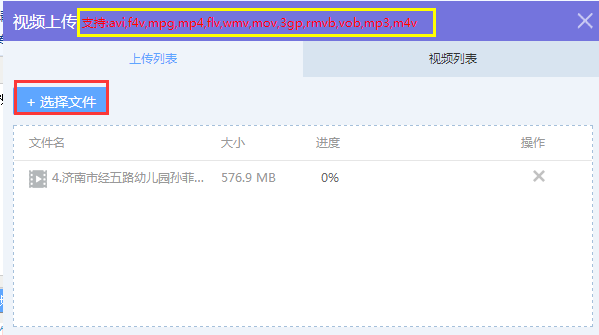 视频上传 支持:avi,f4v,mpg,mp4,flv,wmv,mov,3gp,rmvb,vob,mp3,m4v
上传列表 视频列表
+ 选择文件
文件名 大小 进度 操作
4.济南市经五路幼儿园孙菲... 576.9 MB 0%